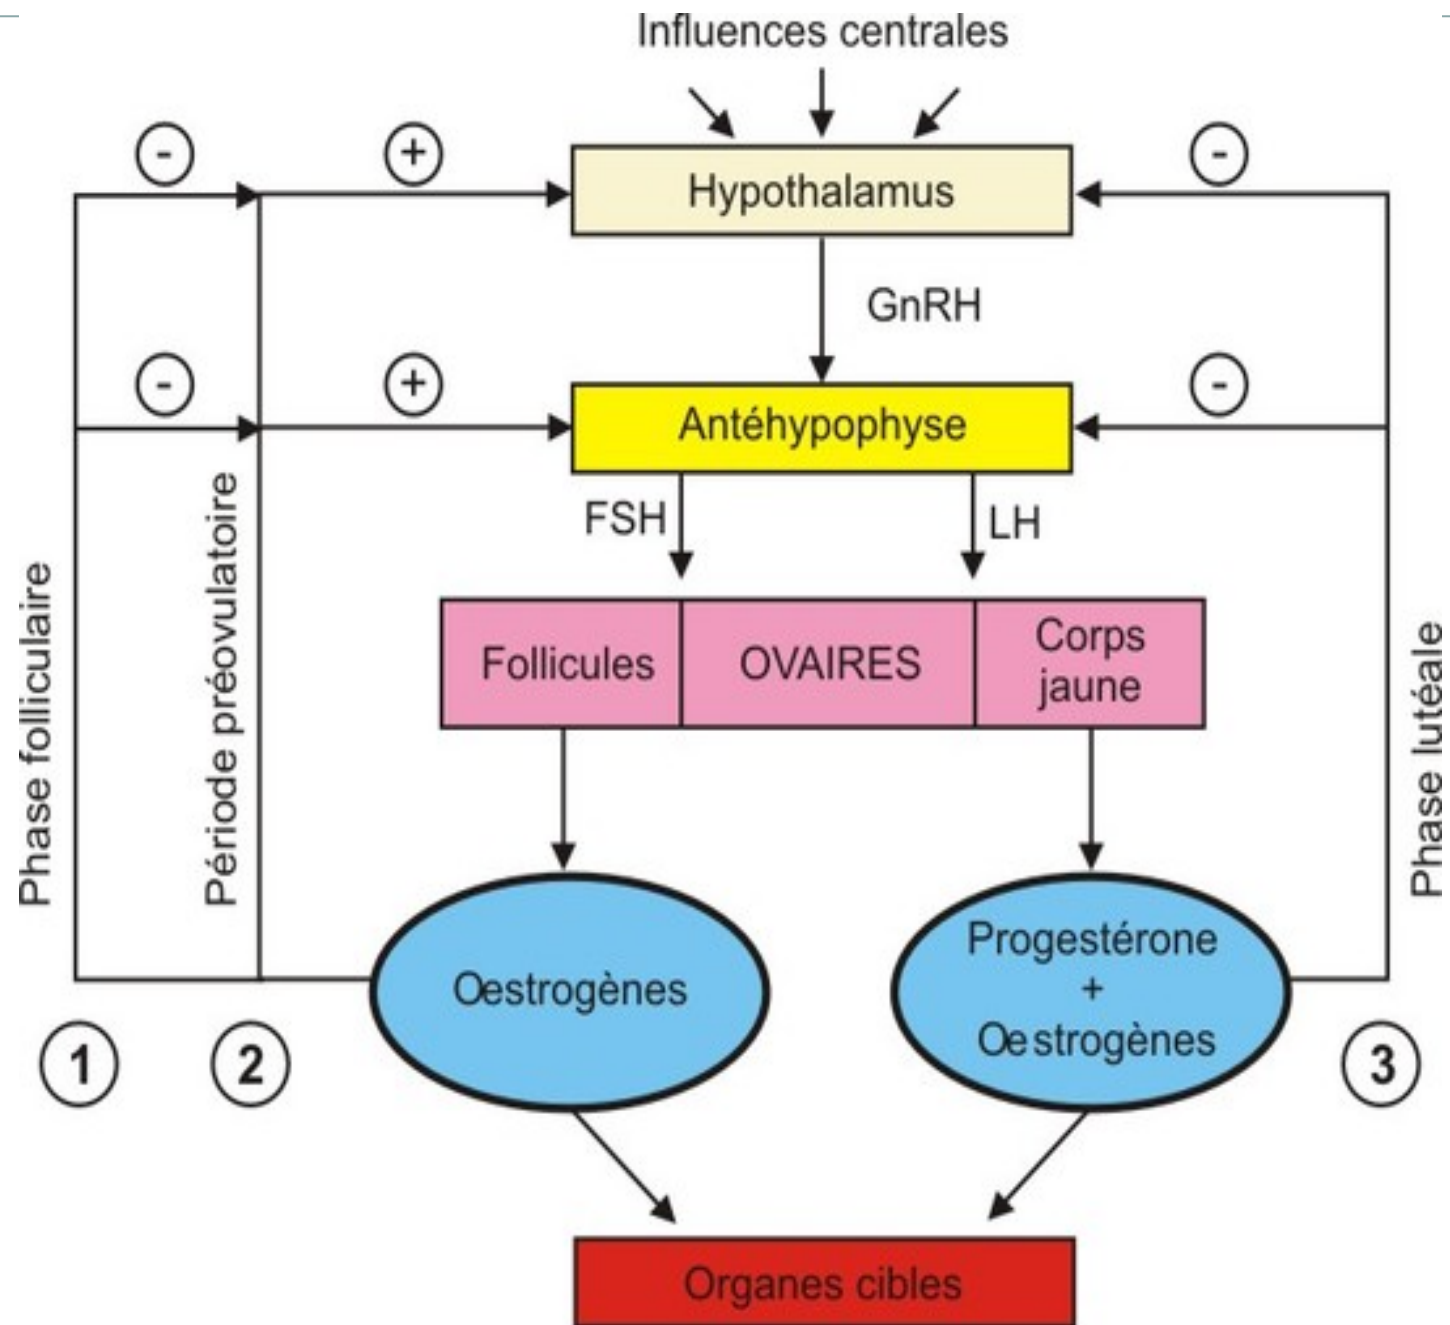 Influences centrales
-
+
-
Hypothalamus
GnRH
-
+
-
Antéhypophyse
FSH
LH
Phase folliculaire
Période préovulatoire
Phase lutéale
Follicules
OVAIRES
Corps
jaune
Oestrogènes
Progestérone
+
Oestrogènes
1
2
3
Organes cibles